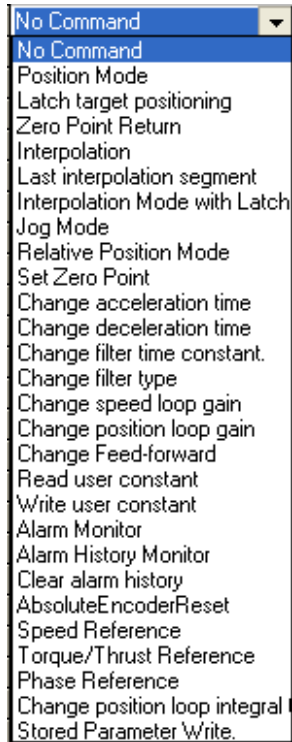 No Command
No Command
Position Mode
Latch target positioning
Zero Point Return
Interpolation
Last interpolation segment
Interpolation Mode with Latch
Jog Mode
Relative Position Mode
Set Zero Point
Change acceleration time
Change deceleration time
Change filter time constant.
Change filter type
Change speed loop gain
Change position loop gain
Change Feed-forward
Read user constant
Write user constant
Alarm Monitor
Alarm History Monitor
Clear alarm history
AbsoluteEncoderReset
Speed Reference
Torque/Thrust Reference
Phase Reference
Change position loop integral
Stored Parameter Write.